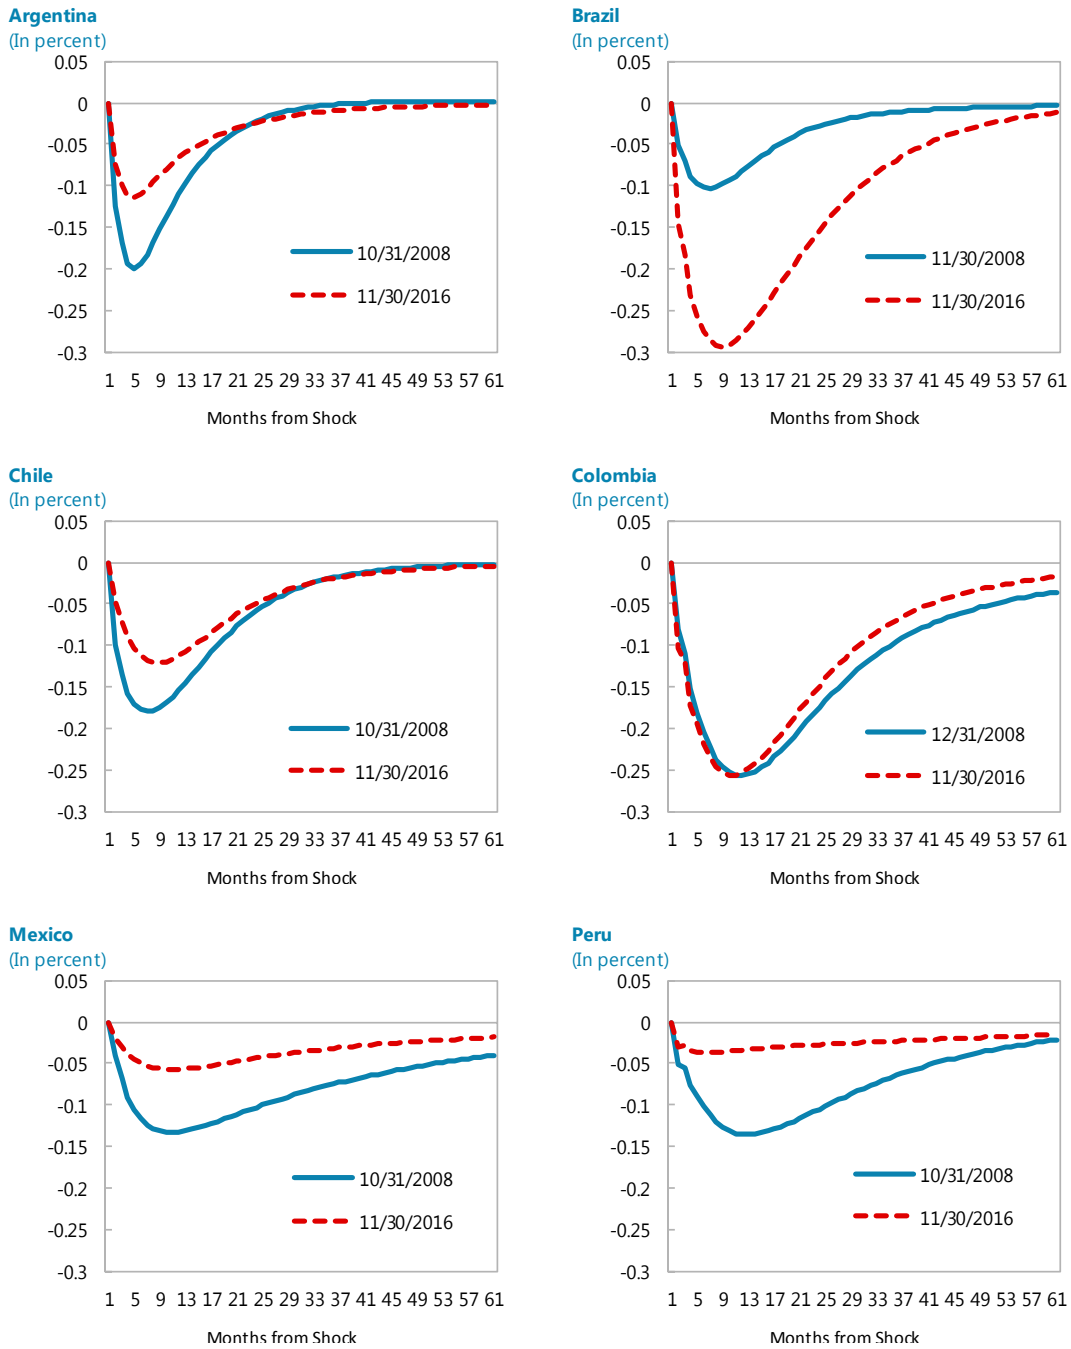 Argentina
(In percent)
0.05
0
-0.05
-0.1
-0.15
-0.2
-0.25
-0.3
10/31/2008
11/30/2016
1 5 9 13 17 21 25 29 33 37 41 45 49 53 57 61
Months from Shock
Brazil
(In percent)
0.05
0
-0.05
-0.1
-0.15
-0.2
-0.25
-0.3
11/30/2008
11/30/2016
1 5 9 13 17 21 25 29 33 37 41 45 49 53 57 61
Months from Shock
Chile
(In percent)
0.05
0
-0.05
-0.1
-0.15
-0.2
-0.25
-0.3
10/31/2008
11/30/2016
1 5 9 13 17 21 25 29 33 37 41 45 49 53 57 61
Months from Shock
Colombia
(In percent)
0.05
0
-0.05
-0.1
-0.15
-0.2
-0.25
-0.3
12/31/2008
11/30/2016
1 5 9 13 17 21 25 29 33 37 41 45 49 53 57 61
Months from Shock
Mexico
(In percent)
0.05
0
-0.05
-0.1
-0.15
-0.2
-0.25
-0.3
10/31/2008
11/30/2016
1 5 9 13 17 21 25 29 33 37 41 45 49 53 57 61
Months from Shock
Peru
(In percent)
0.05
0
-0.05
-0.1
-0.15
-0.2
-0.25
-0.3
10/31/2008
11/30/2016
1 5 9 13 17 21 25 29 33 37 41 45 49 53 57 61
Months from Shock